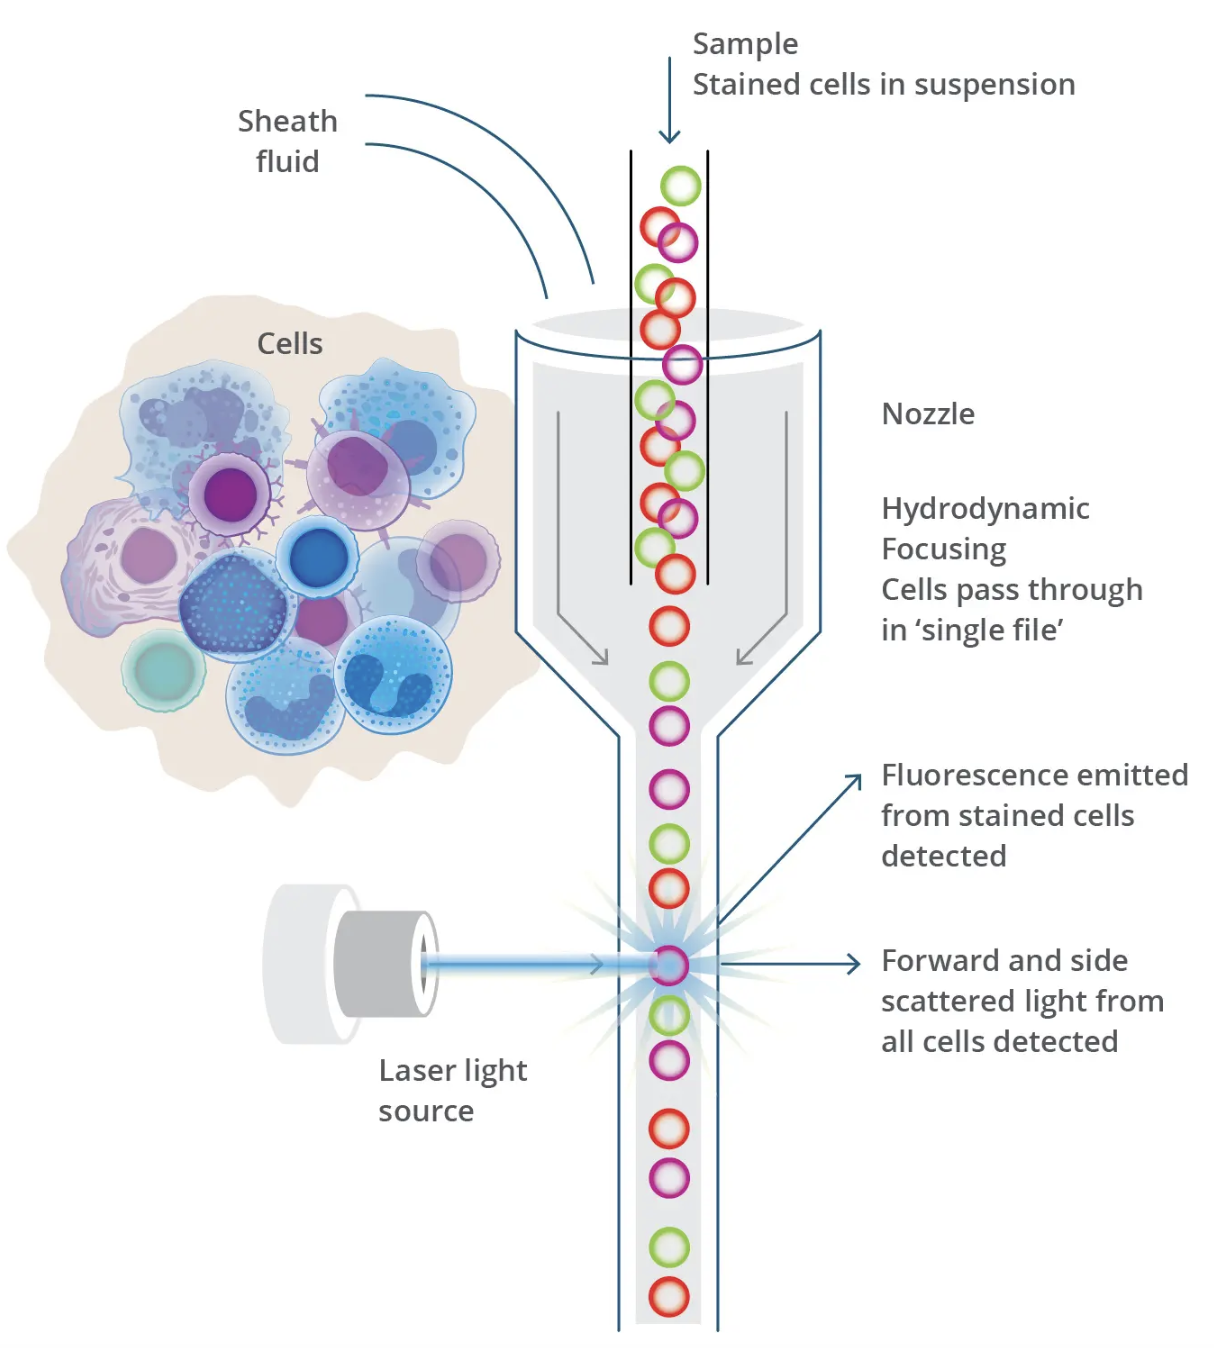 Sample
Stained cells in suspension
Sheath
fluid
Cells
Nozzle
Hydrodynamic
Focusing
Cells pass through
in ‘single file’
Fluorescence emitted
from stained cells
detected
Forward and side
scattered light from
all cells detected
Laser light
source